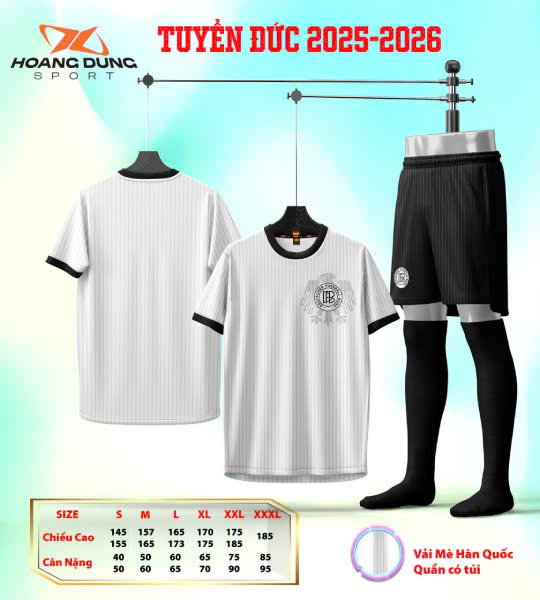 HOANG DUNG
SPORT
TUYỂN ĐỨC 2025-2026
SIZE S M L XL XXL XXXL
Chiều Cao 145 157 165 170 175 185
155 165 173 175 185
Cân Nặng 40 50 60 65 75 85
50 60 65 70 90 95
Vải Mè Hàn Quốc
Quần có túi